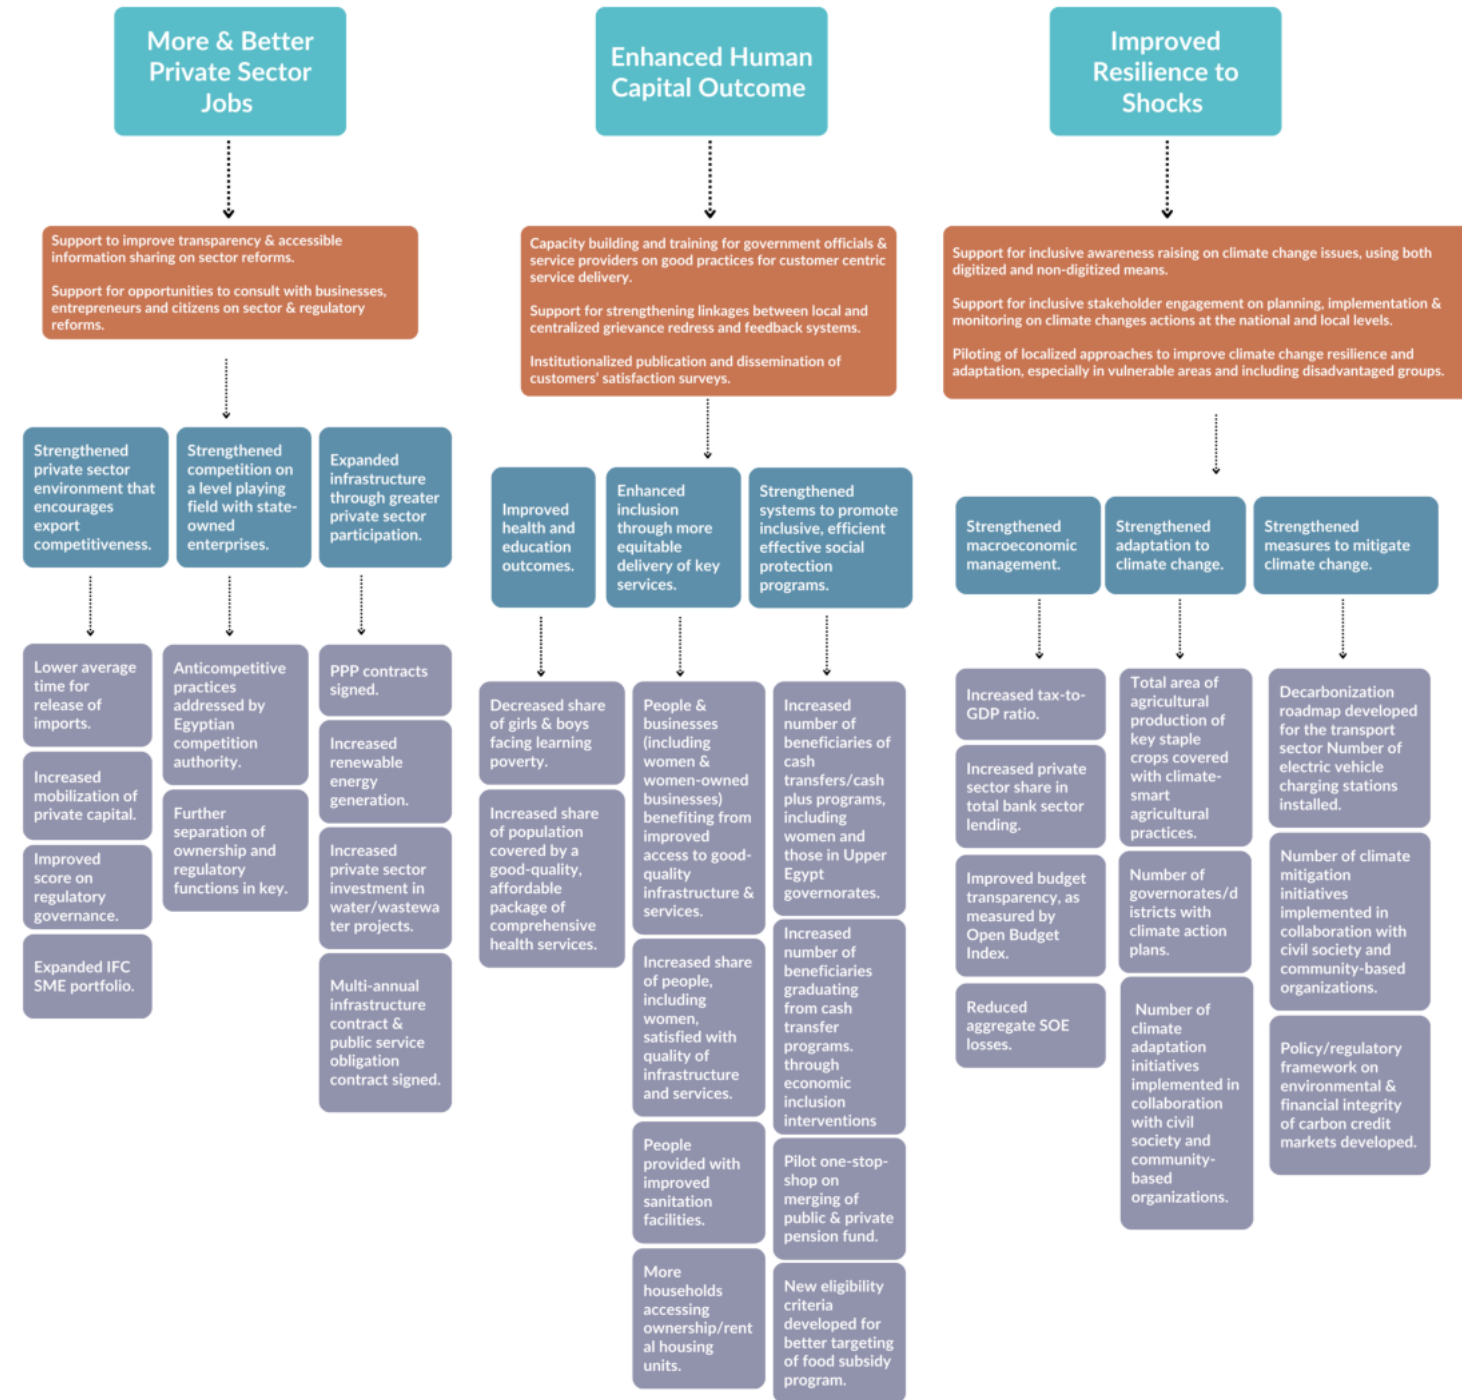 More & Better
Private Sector
Jobs
Support to improve transparency & accessible
information sharing on sector reforms.
Support for opportunities to consult with businesses,
entrepreneurs and citizens on sector & regulatory
reforms.
Strengthened
private sector
environment that
encourages
export
competitiveness.
Lower average
time for
release of
imports.
Increased
mobilization of
private capital.
Improved
score on
regulatory
governance.
Expanded IFC
SME portfolio.
Strengthened
competition on
a level playing
field with state-
owned
enterprises.
Anticompetitive
practices
addressed by
Egyptian
competition
authority.
Further
separation of
ownership and
regulatory
functions in key.
Expanded
infrastructure
through greater
private sector
participation.
PPP contracts
signed.
Increased
renewable
energy
generation.
Increased
private sector
investment in
water/wastewa
ter projects.
Multi-annual
infrastructure
contract &
public service
obligation
contract signed.
Enhanced Human
Capital Outcome
Capacity building and training for government officials &
service providers on good practices for customer centric
service delivery.
Support for strengthening linkages between local and
centralized grievance redress and feedback systems.
Institutionalized publication and dissemination of
customers' satisfaction surveys.
Improved
health and
education
outcomes.
Decreased share
of girls & boys
facing learning
poverty.
Increased share
of population
covered by a
good-quality,
affordable
package of
comprehensive
health services.
Enhanced
inclusion
through more
equitable
delivery of key
services.
People &
businesses
(including
women &
women-owned
businesses)
benefiting from
improved
access to good-
quality
infrastructure &
services.
Increased share
of people,
including
women,
satisfied with
quality of
infrastructure
and services.
People
provided with
improved
sanitation
facilities.
More
households
accessing
ownership/rent
al housing
units.
Strengthened
systems to promote
inclusive, efficient
effective social
protection
programs.
Increased
number of
beneficiaries of
cash
transfers/cash
plus programs,
including
women and
those in Upper
Egypt
governorates.
Increased
number of
beneficiaries
graduating
from cash
transfer
programs.
through
economic
inclusion
interventions
Pilot one-stop-
shop on
merging of
public & private
pension fund.
New eligibility
criteria
developed for
better targeting
of food subsidy
program.
Improved
Resilience to
Shocks
Support for inclusive awareness raising on climate change issues, using both
digitized and non-digitized means.
Support for inclusive stakeholder engagement on planning, implementation &
monitoring on climate changes actions at the national and local levels.
Piloting of localized approaches to improve climate change resilience and
adaptation, especially in vulnerable areas and including disadvantaged groups.
Strengthened
macroeconomic
management.
Increased tax-to-
GDP ratio.
Increased private
sector share in
total bank sector
lending.
Improved budget
transparency, as
measured by
Open Budget
Index.
Reduced
aggregate SOE
losses.
Strengthened
adaptation to
climate change.
Total area of
agricultural
production of
key staple
crops covered
with climate-
smart
agricultural
practices.
Number of
governorates/d
istricts with
climate action
plans.
Number of
climate
adaptation
initiatives
implemented in
collaboration
with civil
society and
community-
based
organizations.
Strengthened
measures to mitigate
climate change.
Decarbonization
roadmap developed
for the transport
sector Number of
electric vehicle
charging stations
installed.
Number of climate
mitigation
initiatives
implemented in
collaboration with
civil society and
community-based
organizations.
Policy/regulatory
framework on
environmental &
financial integrity
of carbon credit
markets developed.